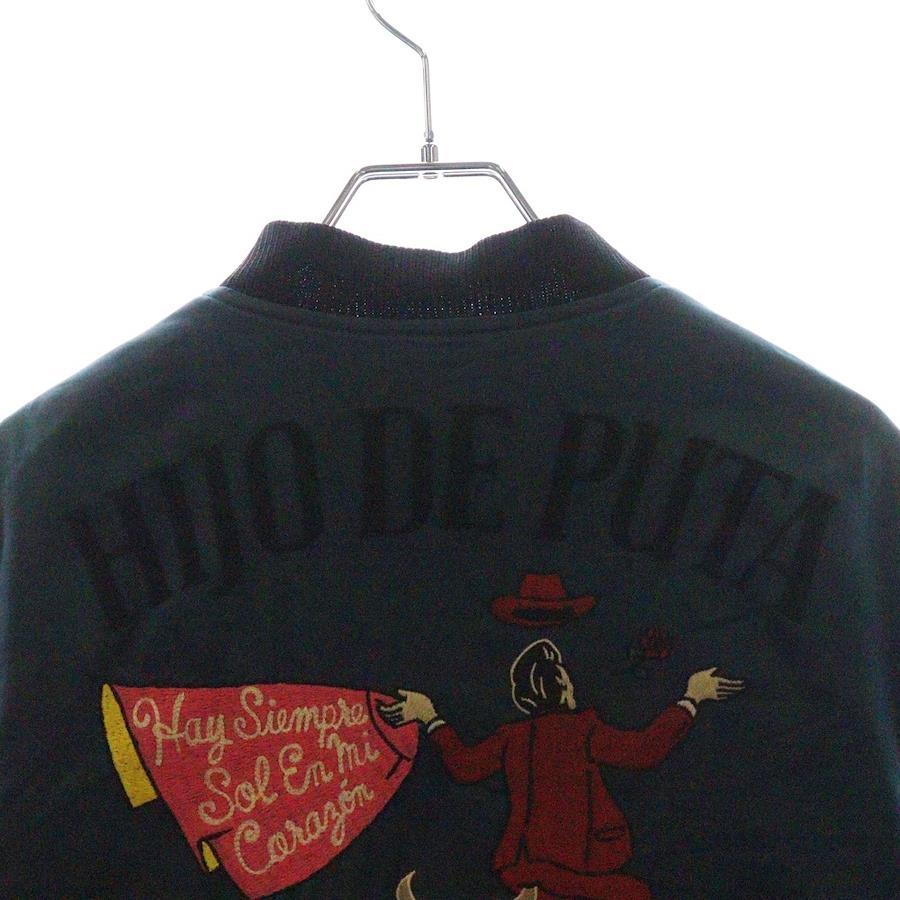 HIJO DE PUTA
Hay Siempre
Sol En mi
Corazón